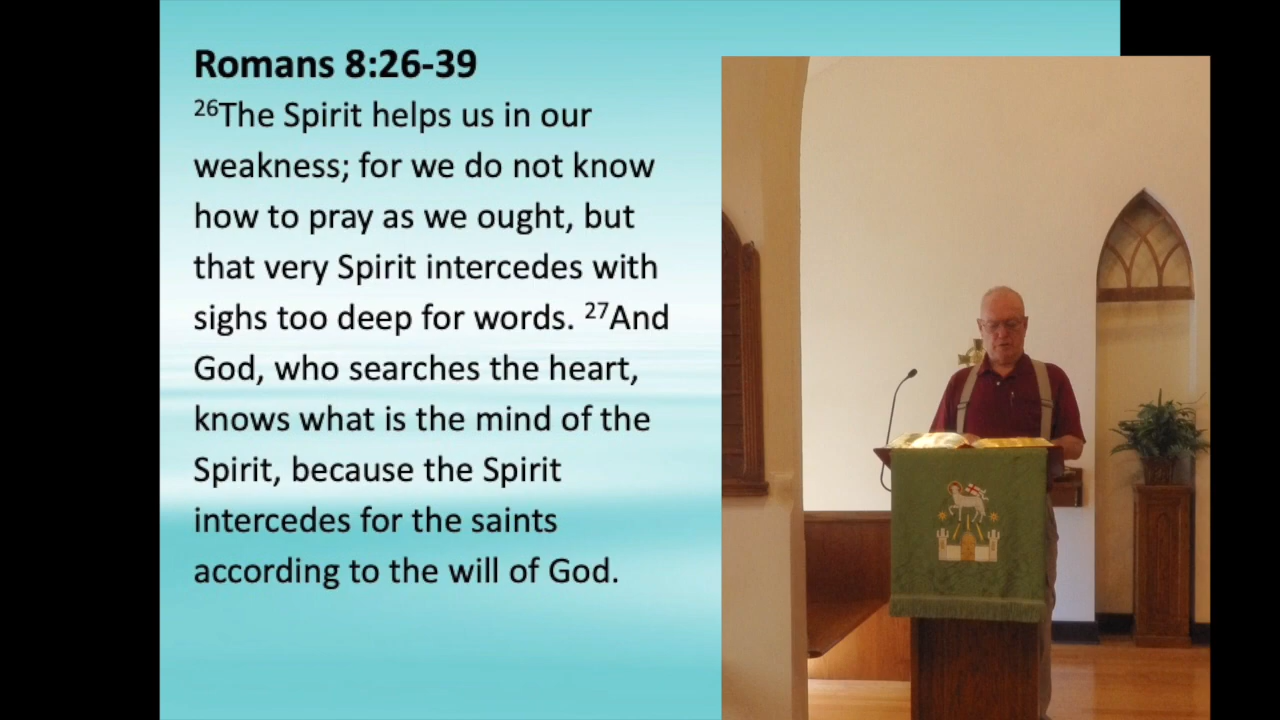 Romans 8:26-39
26The Spirit helps us in our
weakness; for we do not know
how to pray as we ought, but
that very Spirit intercedes with
sighs too deep for words. 27And
God, who searches the heart,
knows what is the mind of the
Spirit, because the Spirit
intercedes for the saints
according to the will of God.